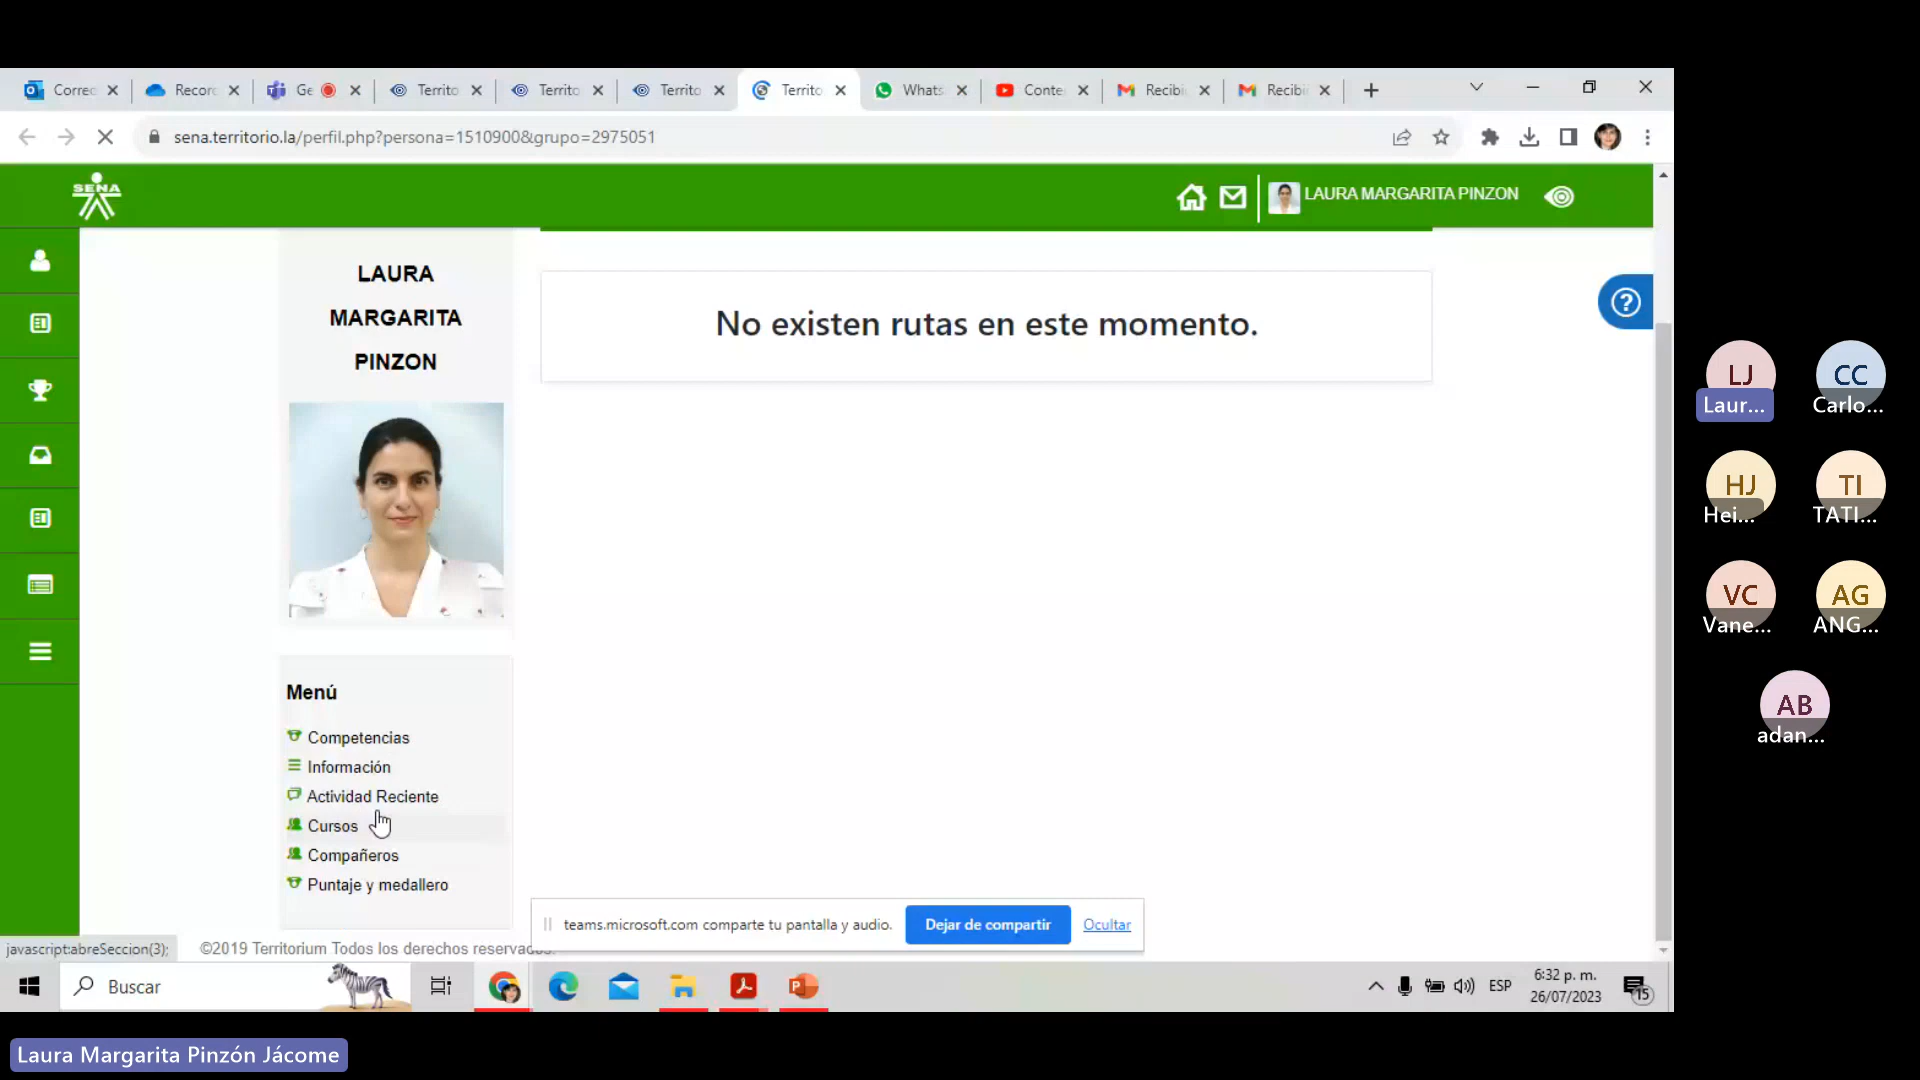 Correc
Recor
Ge
Territo
Territo
Territo
Territo
Whats
Conte
Recibi
Recibi
sena.territorio.la/perfil.php?persona=1510900&grupo=2975051
SENA
LAURA MARGARITA PINZON
LAURA
MARGARITA
PINZON
No existen rutas en este momento.
Menú
Competencias
Información
Actividad Reciente
Cursos
Compañeros
Puntaje y medallero
teams.microsoft.com comparte tu pantalla y audio.
Dejar de compartir
Ocultar
javascript:abreSeccion(3);
©2019 Territorium Todos los derechos reservados.
Buscar
ESP
6:32 p. m.
26/07/2023
15
LJ
Laur...
CC
Carlo...
HJ
Hei...
TI
TATI...
VC
Vane...
AG
ANG...
AB
adan...
Laura Margarita Pinzón Jácome